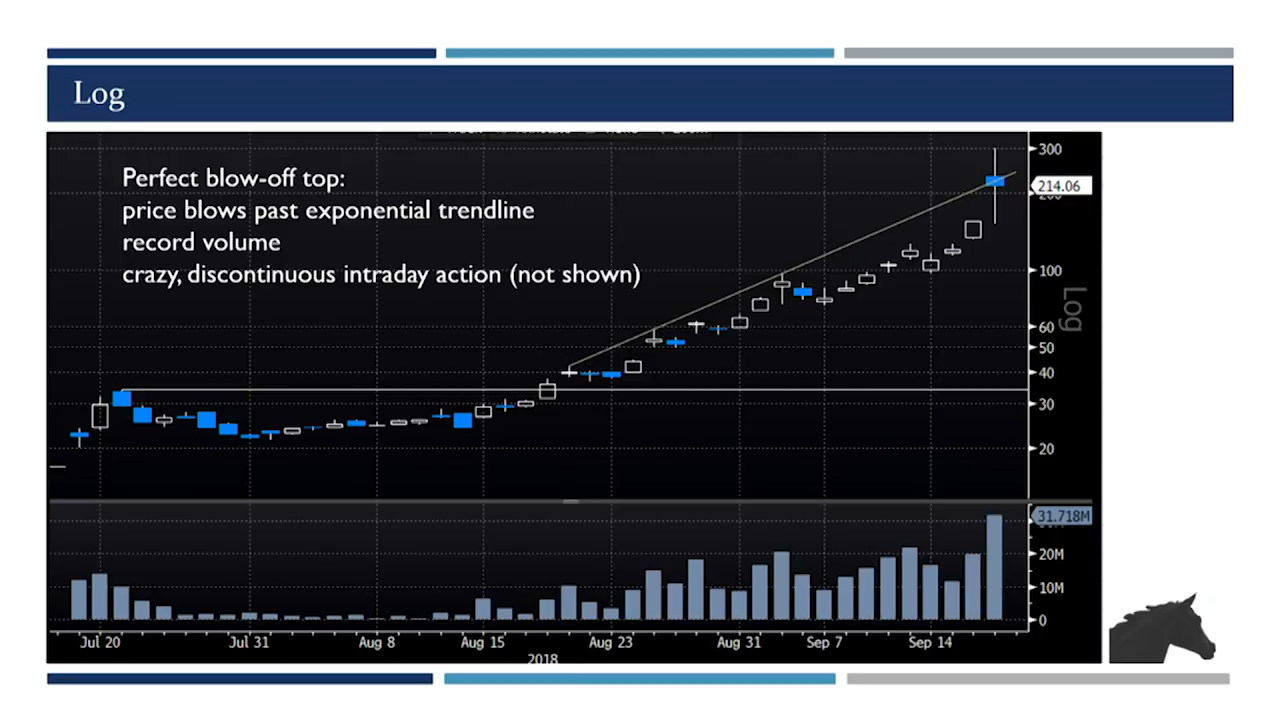 Log
Perfect blow-off top:
price blows past exponential trendline
record volume
crazy, discontinuous intraday action (not shown)
300
214.06
100
Log
60
50
40
30
20
31.718M
20M
10M
0
Jul 20 Jul 31 Aug 8 Aug 15 Aug 23 Aug 31 Sep 7 Sep 14
2018